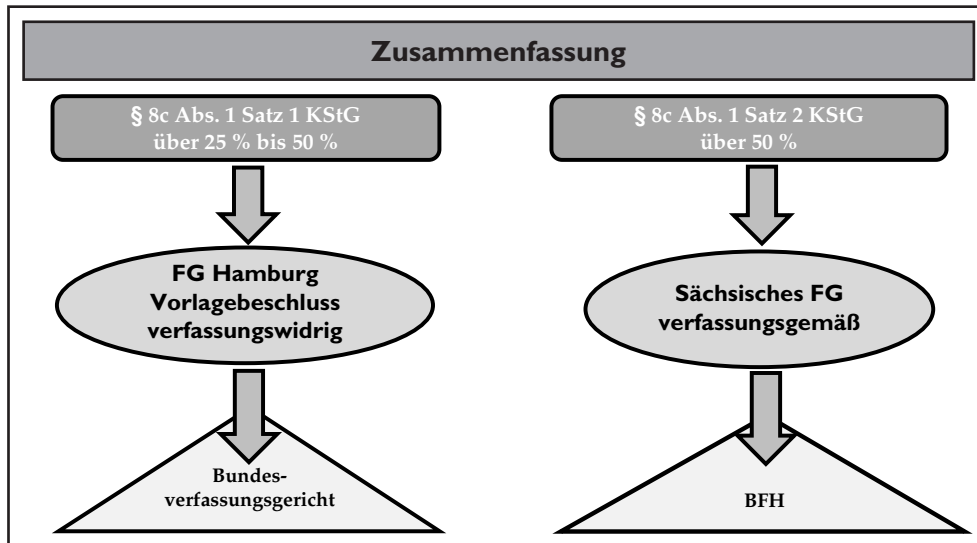 Zusammenfassung
§ 8c Abs. 1 Satz 1 KStG
über 25 % bis 50 %
§ 8c Abs. 1 Satz 2 KStG
über 50 %
FG Hamburg
Vorlagebeschluss
verfassungswidrig
Sächsisches FG
verfassungsgemäß
Bundes-
verfassungsgericht
BFH